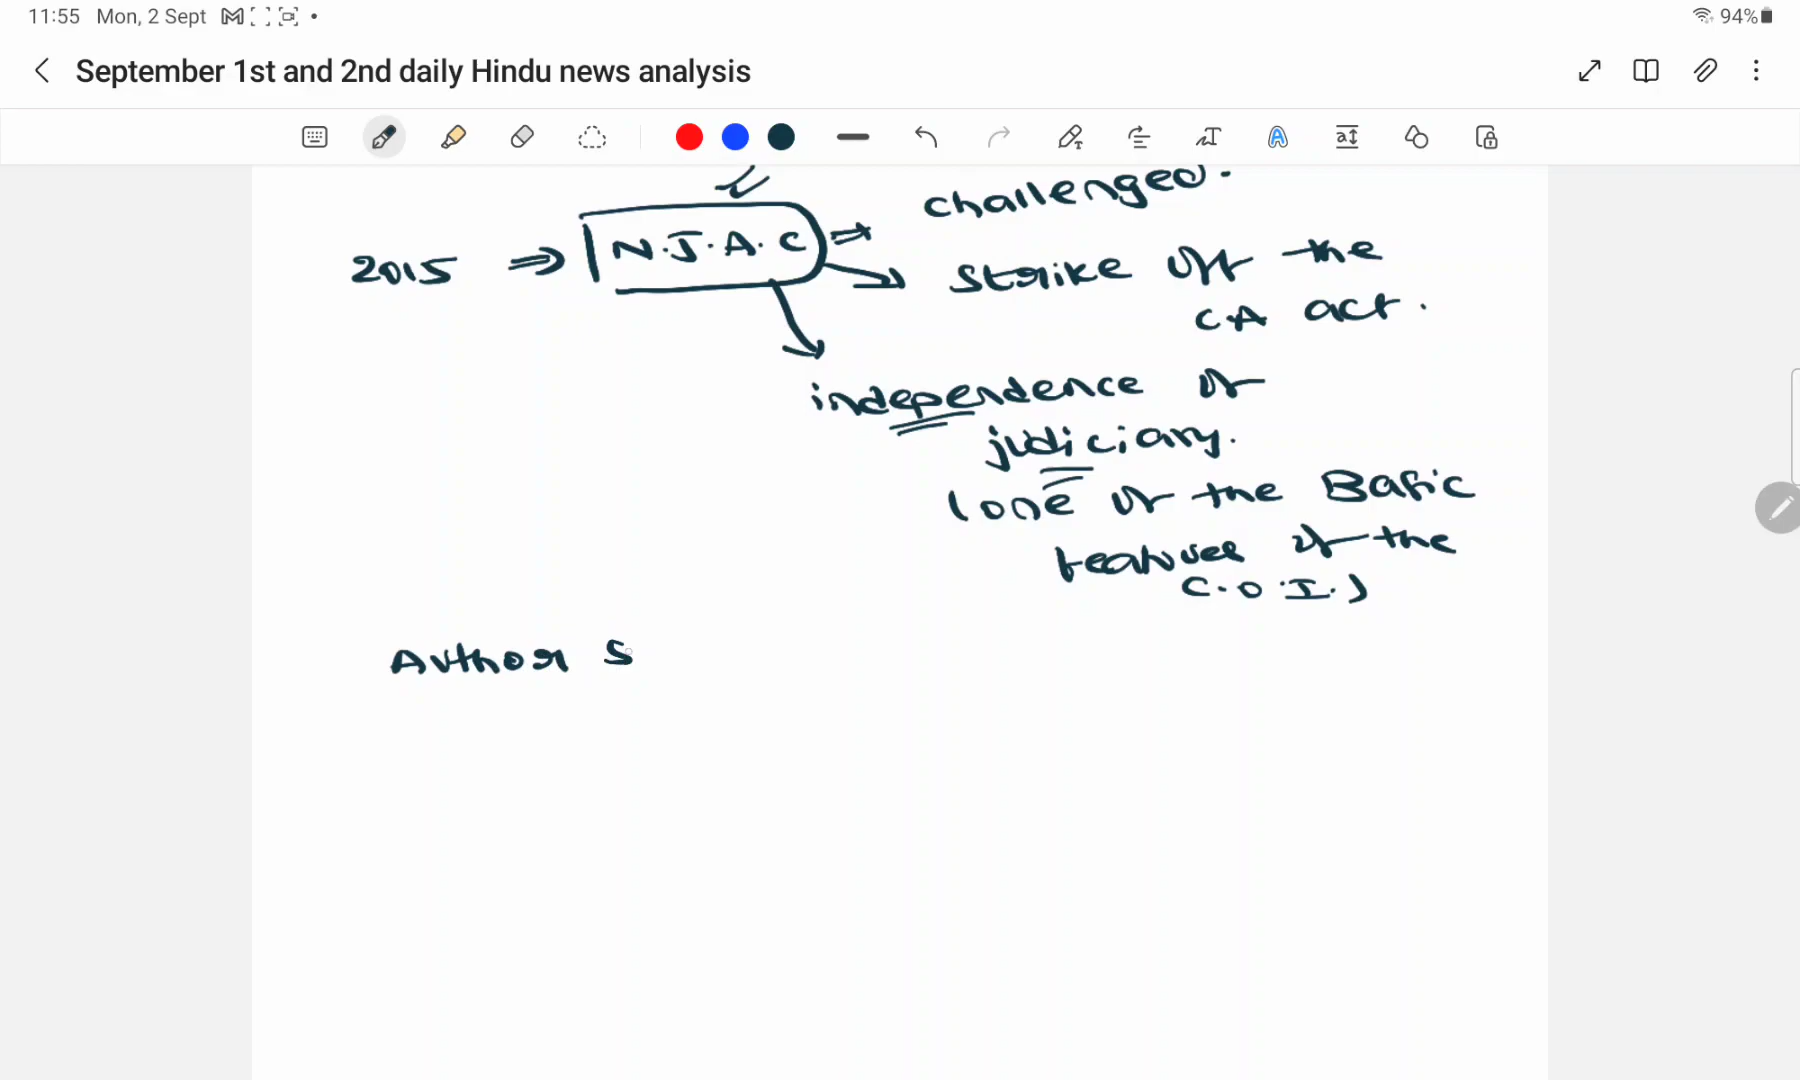 11:55 Mon, 2 Sept 94%
September 1st and 2nd daily Hindu news analysis
challenged.
2015 ⇒ N.J.A.C ⇒
strike off the
CA act.
independence of
judiciary.
(one of the Basic
features of the
C.O.I.)
Author s